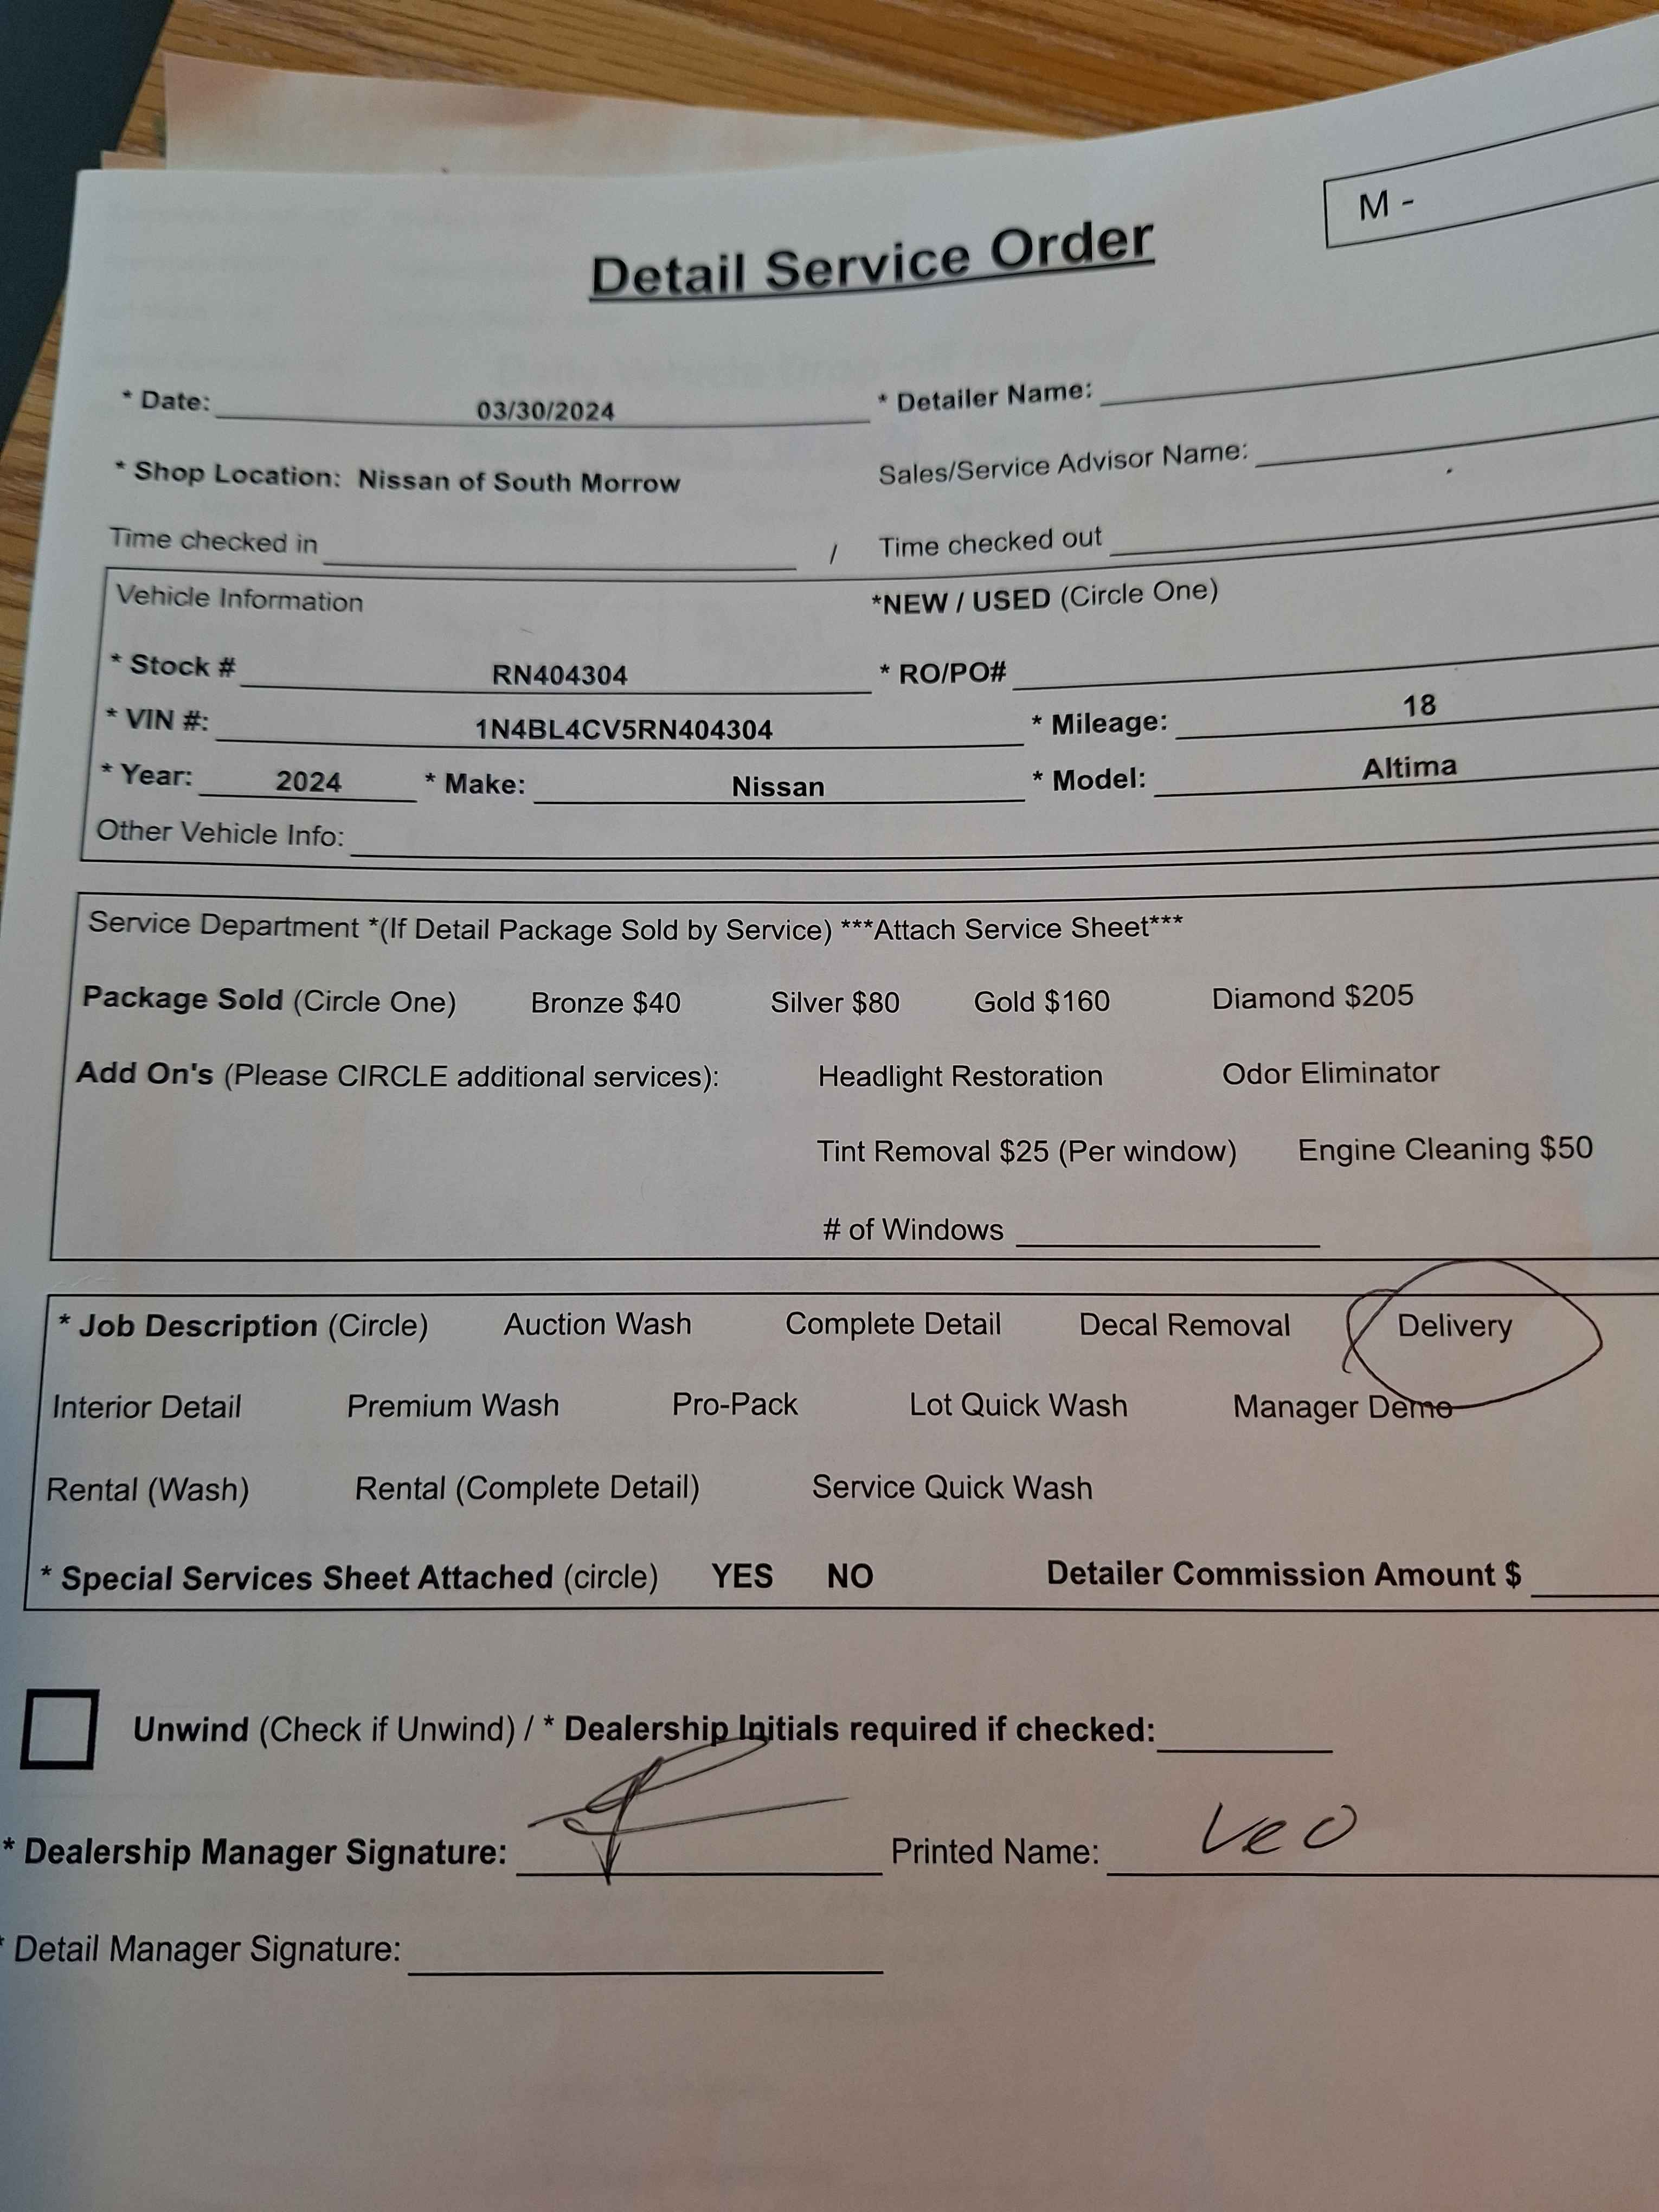 M -
Detail Service Order
* Date: 03/30/2024 * Detailer Name:
* Shop Location: Nissan of South Morrow Sales/Service Advisor Name:
Time checked in / Time checked out
Vehicle Information *NEW / USED (Circle One)
* Stock # RN404304 * RO/PO#
* VIN #: 1N4BL4CV5RN404304 * Mileage: 18
* Year: 2024 * Make: Nissan * Model: Altima
Other Vehicle Info:
Service Department *(If Detail Package Sold by Service) ***Attach Service Sheet***
Package Sold (Circle One) Bronze $40 Silver $80 Gold $160 Diamond $205
Add On's (Please CIRCLE additional services): Headlight Restoration Odor Eliminator
Tint Removal $25 (Per window) Engine Cleaning $50
# of Windows
* Job Description (Circle) Auction Wash Complete Detail Decal Removal Delivery
Interior Detail Premium Wash Pro-Pack Lot Quick Wash Manager Demo
Rental (Wash) Rental (Complete Detail) Service Quick Wash
* Special Services Sheet Attached (circle) YES NO Detailer Commission Amount $
Unwind (Check if Unwind) / * Dealership Initials required if checked:
* Dealership Manager Signature: Printed Name: Veo
* Detail Manager Signature: